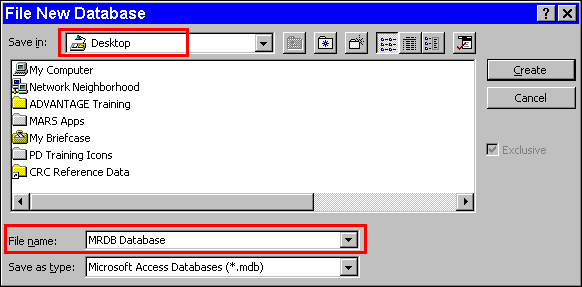 File New Database
Save in: Desktop
My Computer
Network Neighborhood
ADVANTAGE Training
MARS Apps
My Briefcase
PD Training Icons
CRC Reference Data
Create
Cancel
Exclusive
File name: MRDB Database
Save as type: Microsoft Access Databases (*.mdb)